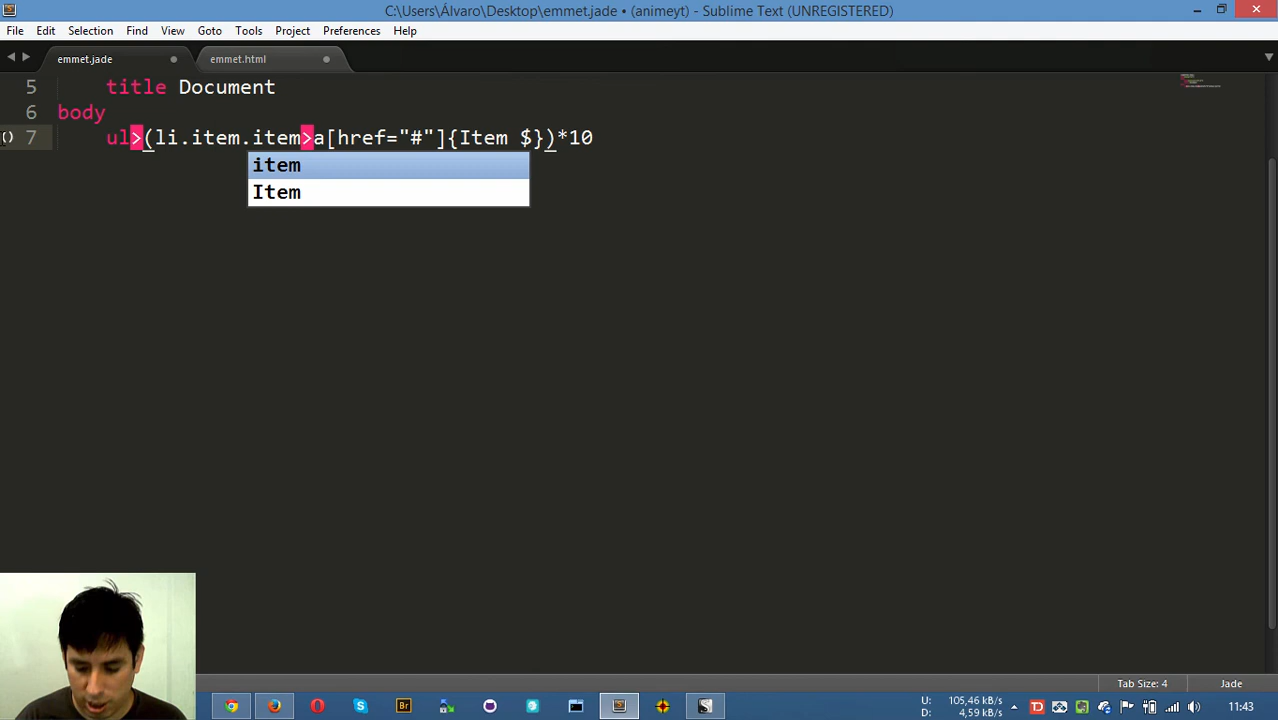 C:\Users\Álvaro\Desktop\emmet.jade • (animeyt) - Sublime Text (UNREGISTERED)
File Edit Selection Find View Goto Tools Project Preferences Help
emmet.jade emmet.html
5 title Document
6 body
7 ul>(li.item.item>a[href="#"]{Item $})*10
item
Item
Tab Size: 4 Jade
U: 105,46 kB/s
D: 4,59 kB/s
11:43